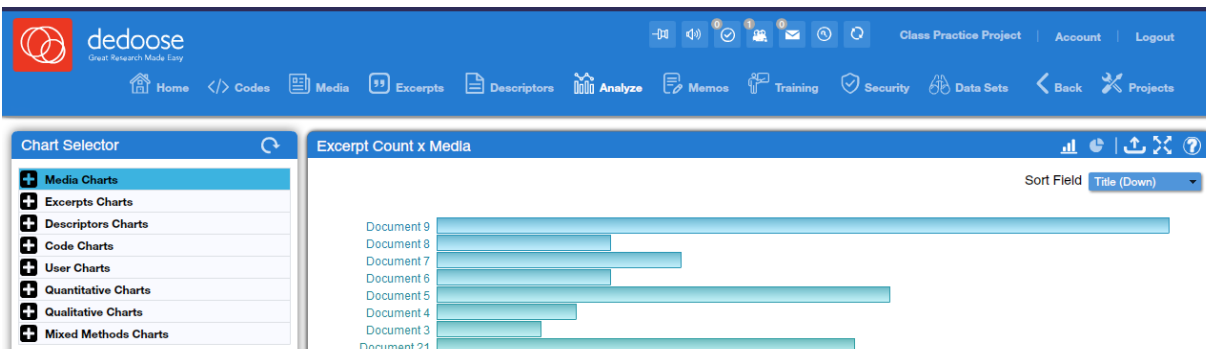 dedoose
Great Research Made Easy
0 1 0
Class Practice Project | Account | Logout
Home </> Codes Media Excerpts Descriptors Analyze Memos Training Security Data Sets Back Projects
Chart Selector
Media Charts
Excerpts Charts
Descriptors Charts
Code Charts
User Charts
Quantitative Charts
Qualitative Charts
Mixed Methods Charts
Excerpt Count x Media
Sort Field Title (Down)
Document 9
Document 8
Document 7
Document 6
Document 5
Document 4
Document 3
Document 21